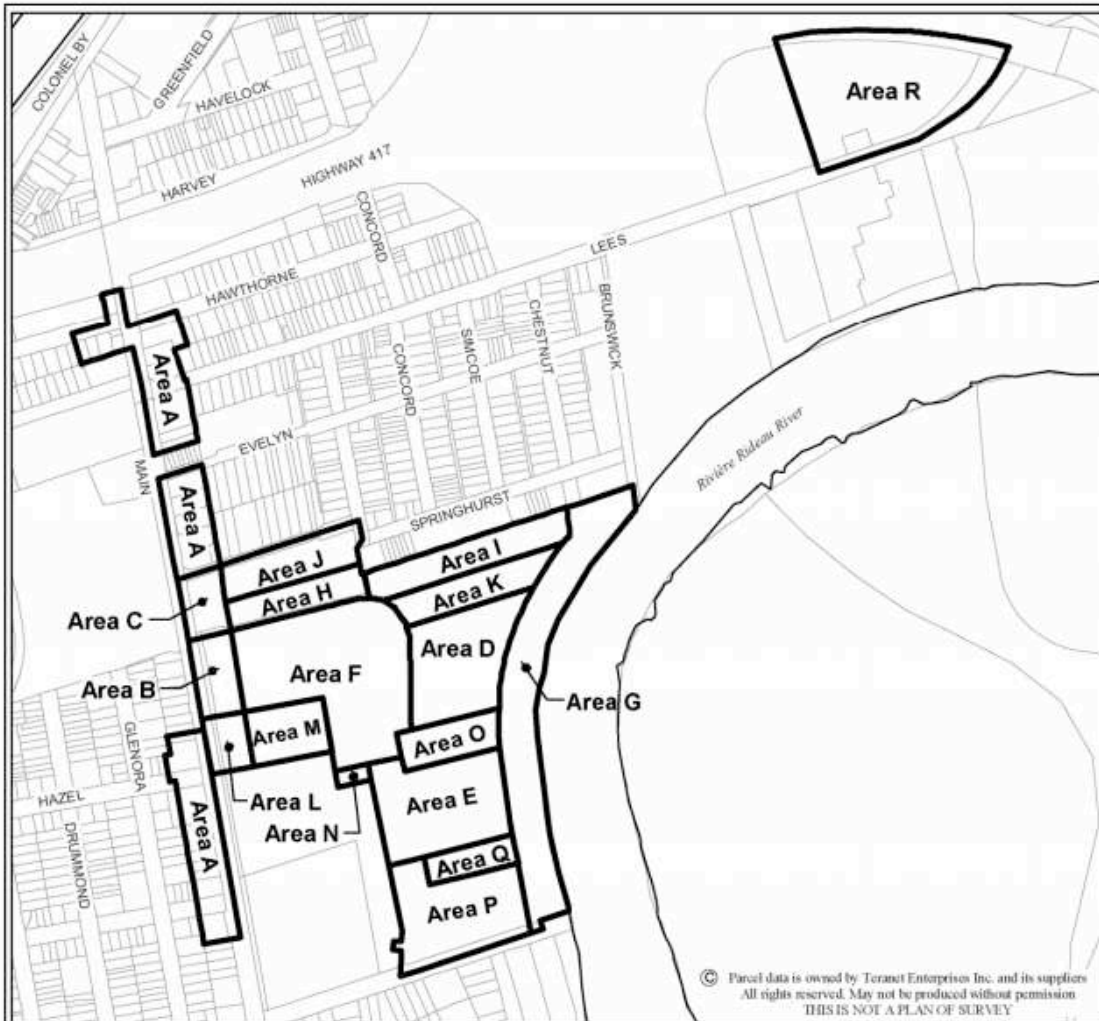 COLONEL BY
GREENFIELD
HAVELOCK
HARVEY
HIGHWAY 417
Area R
CONCORD
LEES
HAWTHORNE
BRUNSWICK
CHESTNUT
SIMCOE
CONCORD
Area A
EVELYN
MAIN
Rivière Rideau River
Area A
SPRINGHURST
Area J
Area I
Area H
Area K
Area C
Area D
Area F
Area B
Area G
GLENORA
Area M
Area O
HAZEL
Area L
Area E
Area N
Area A
DRUMMOND
Area Q
Area P
© Parcel data is owned by Teranet Enterprises Inc. and its suppliers
All rights reserved. May not be produced without permission
THIS IS NOT A PLAN OF SURVEY